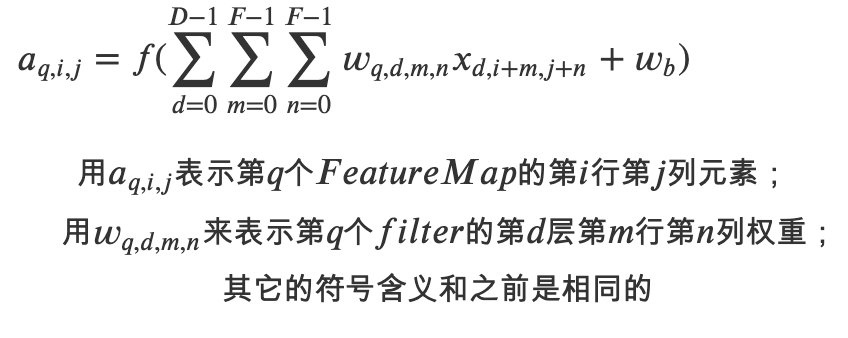 a_{q,i,j} = f(\sum_{d=0}^{D-1} \sum_{m=0}^{F-1} \sum_{n=0}^{F-1} w_{q,d,m,n} x_{d,i+m,j+n} + w_b)
用a_{q,i,j}表示第q个FeatureMap的第i行第j列元素；
用w_{q,d,m,n}来表示第q个filter的第d层第m行第n列权重；
其它的符号含义和之前是相同的